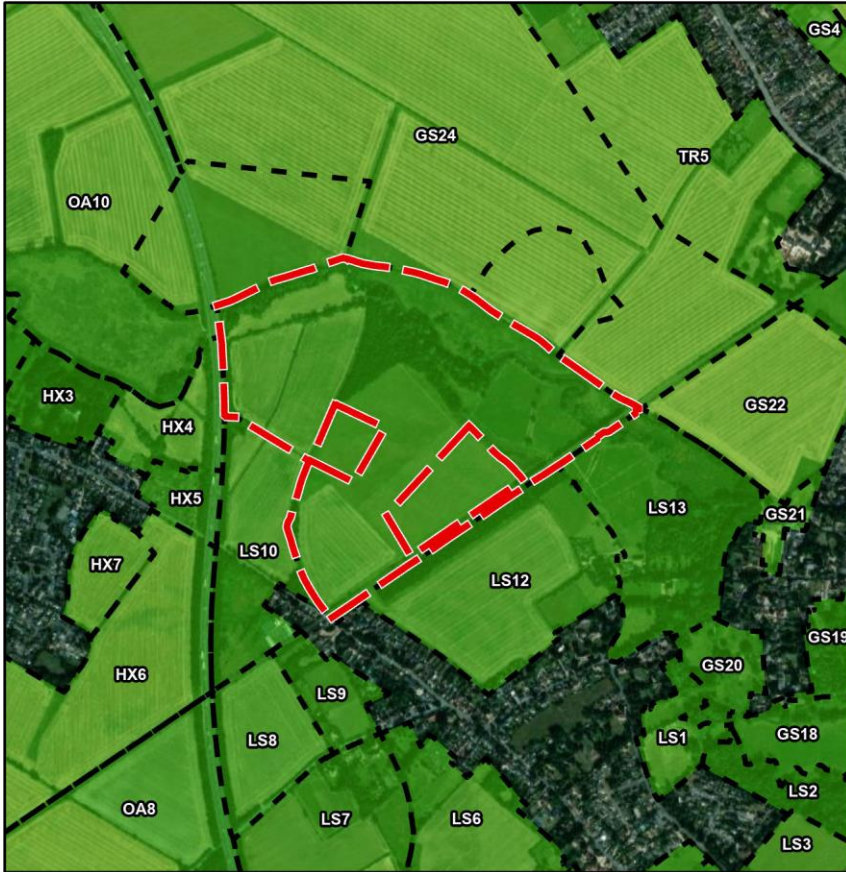 GS4
GS24
TR5
OA10
HX3
HX4
GS22
HX5
LS13
GS21
LS10
HX7
LS12
GS19
GS20
HX6
LS9
LS8
LS1
GS18
LS2
OA8
LS7
LS6
LS3